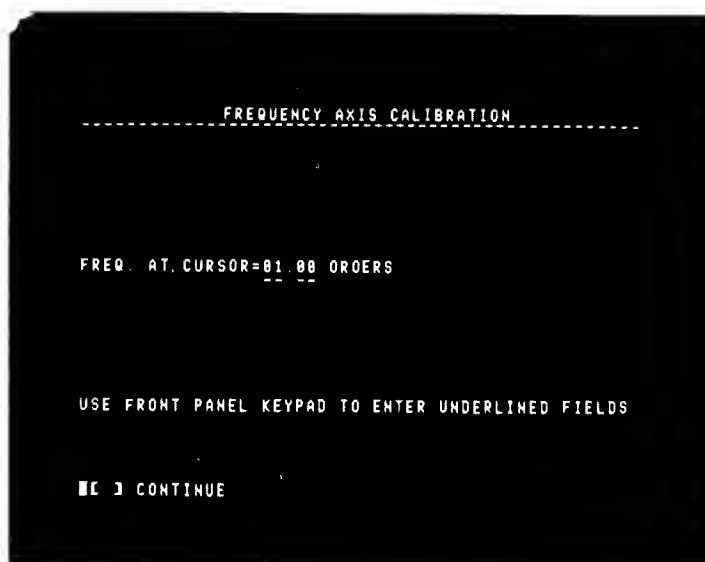 FREQUENCY AXIS CALIBRATION
FREQ. AT CURSOR=01.00 ORDERS
USE FRONT PANEL KEYPAD TO ENTER UNDERLINED FIELDS
[ ] CONTINUE